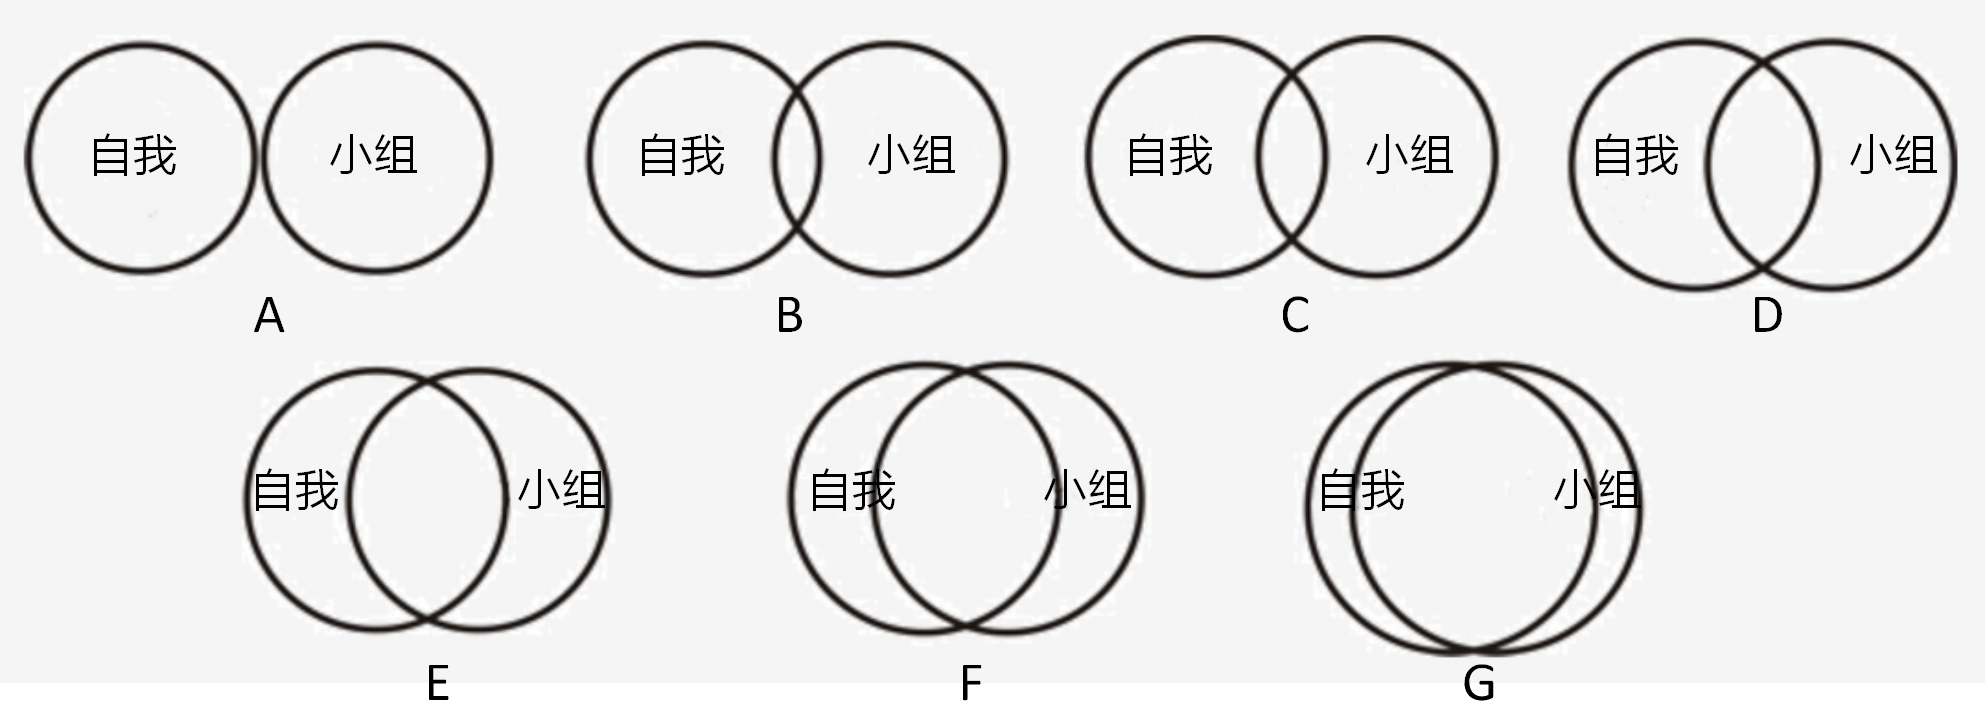 自我 小组 自我 小组 自我 小组 自我 小组
A B C D
自我 小组 自我 小组 自我 小组
E F G